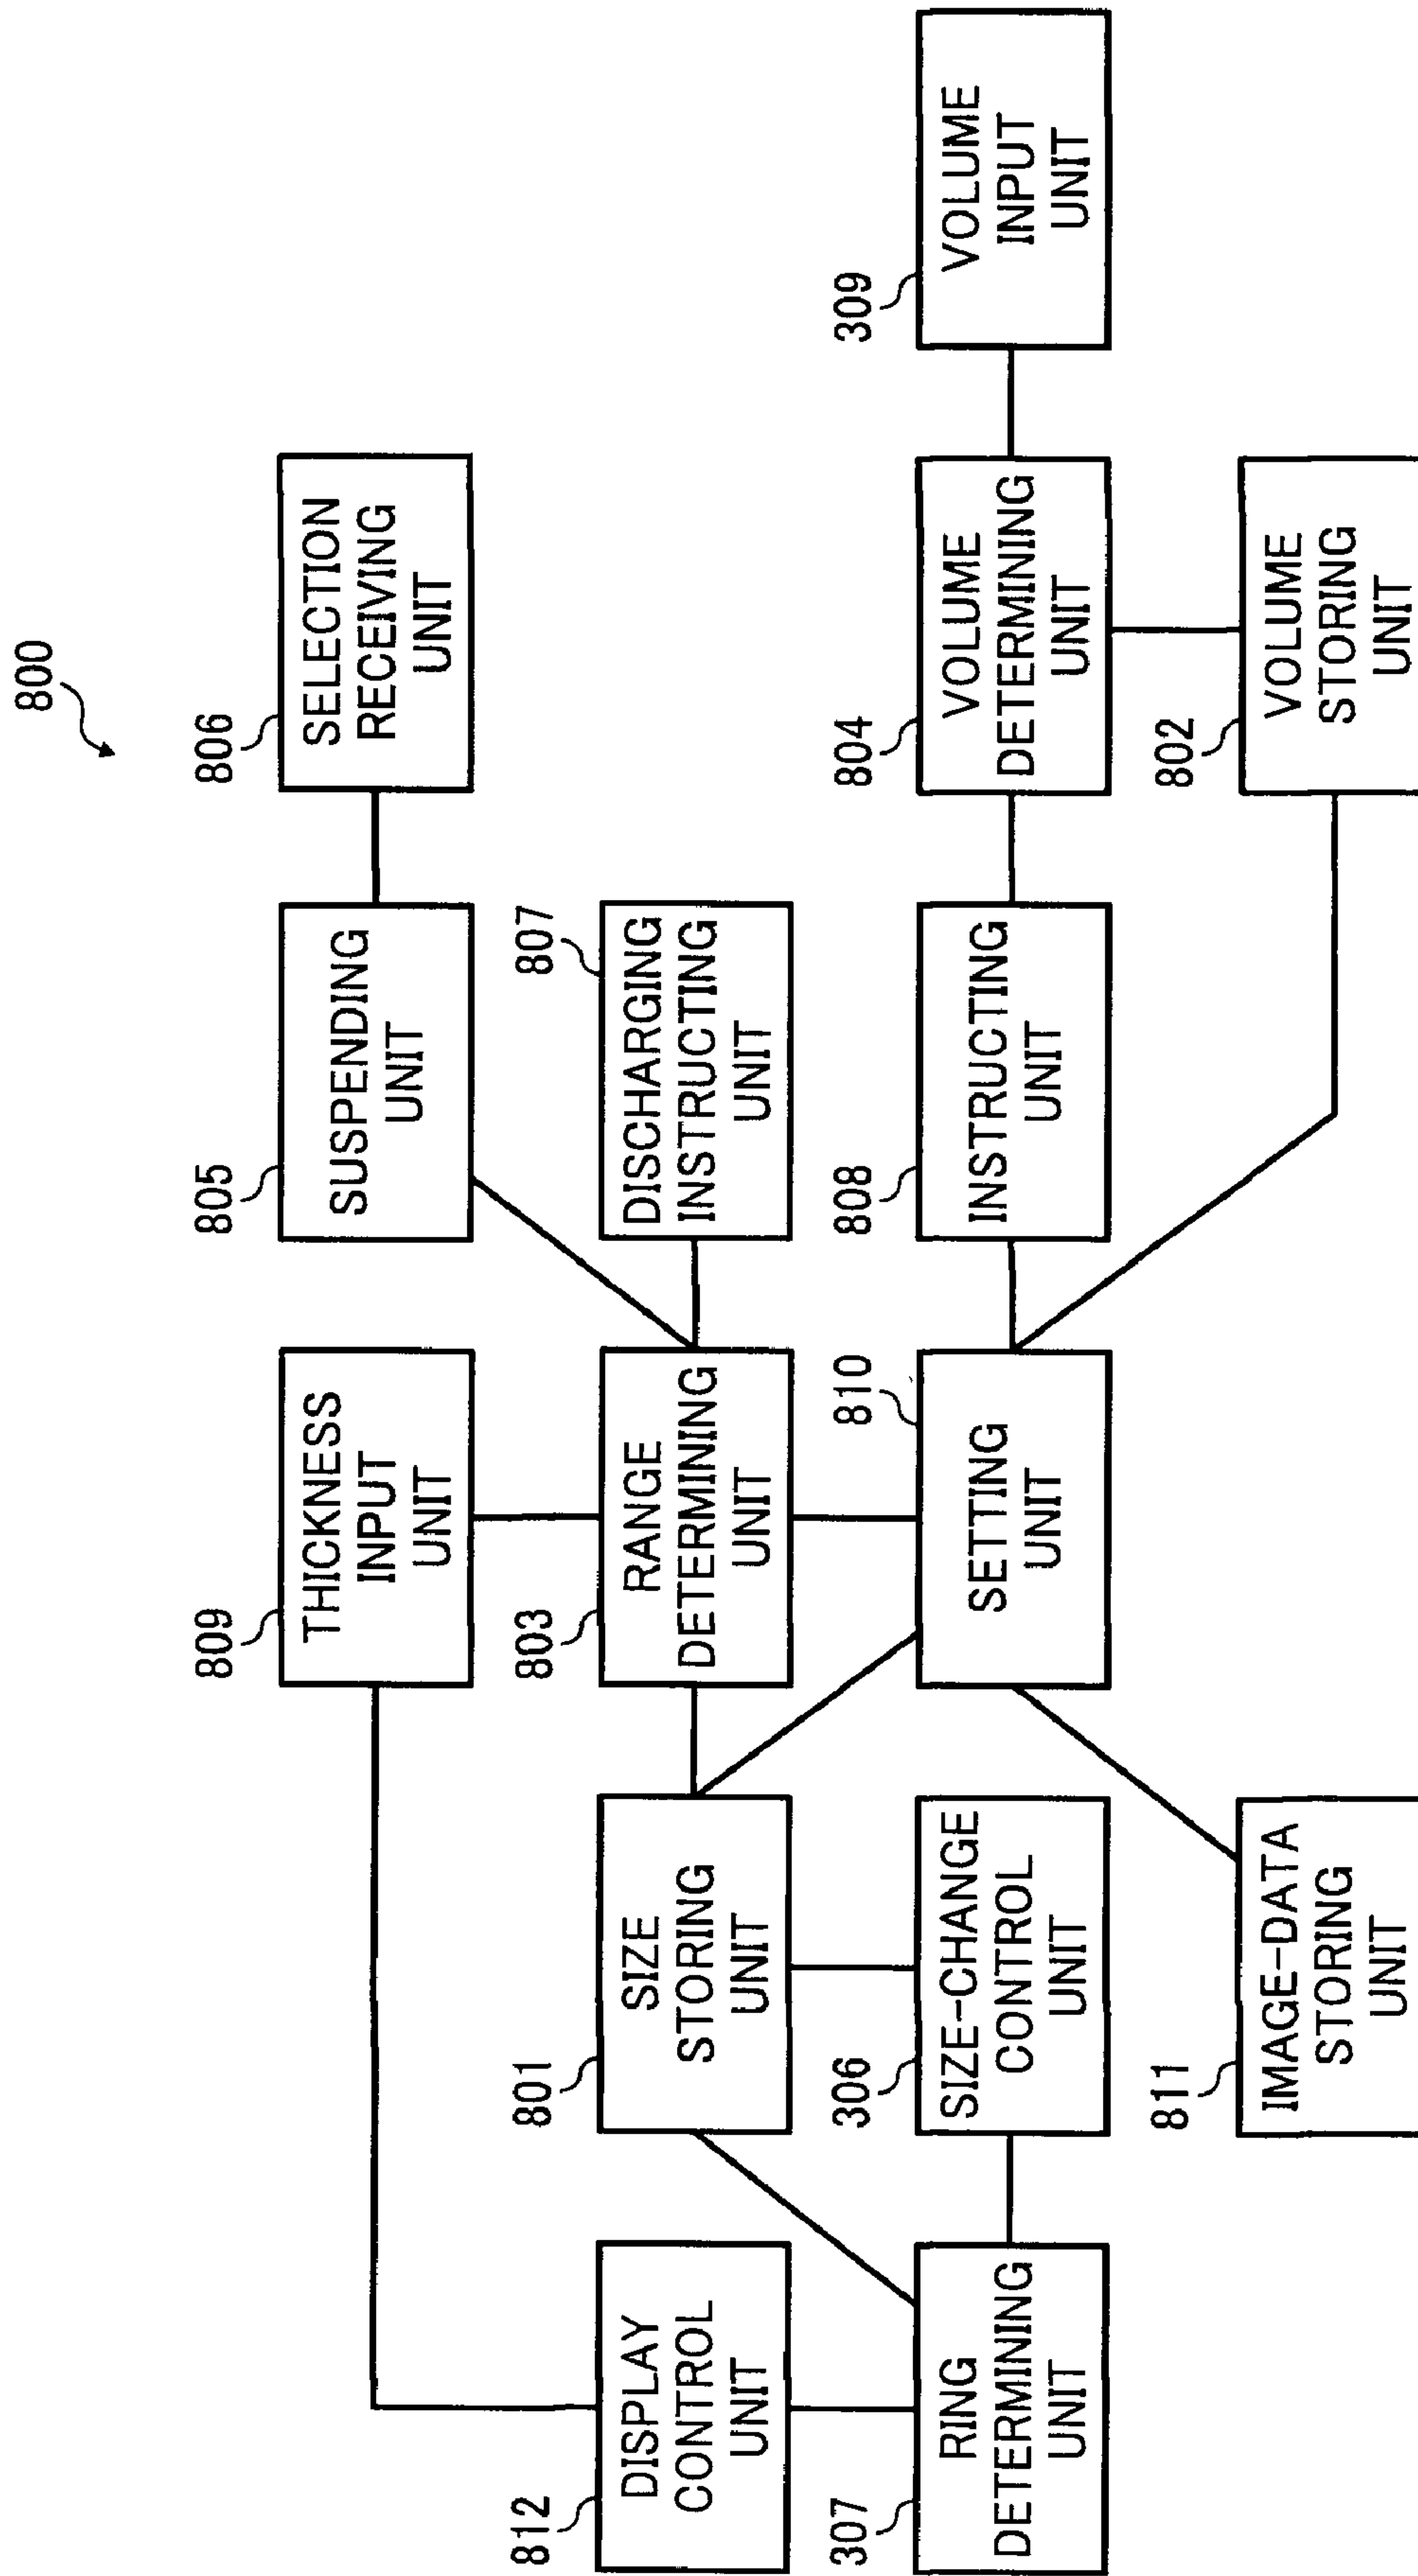 800
809
THICKNESS
INPUT
UNIT
805
SUSPENDING
UNIT
806
SELECTION
RECEIVING
UNIT
812
DISPLAY
CONTROL
UNIT
801
SIZE
STORING
UNIT
803
RANGE
DETERMINING
UNIT
807
DISCHARGING
INSTRUCTING
UNIT
307
RING
DETERMINING
UNIT
306
SIZE-CHANGE
CONTROL
UNIT
810
SETTING
UNIT
808
INSTRUCTING
UNIT
804
VOLUME
DETERMINING
UNIT
309
VOLUME
INPUT
UNIT
811
IMAGE-DATA
STORING
UNIT
802
VOLUME
STORING
UNIT